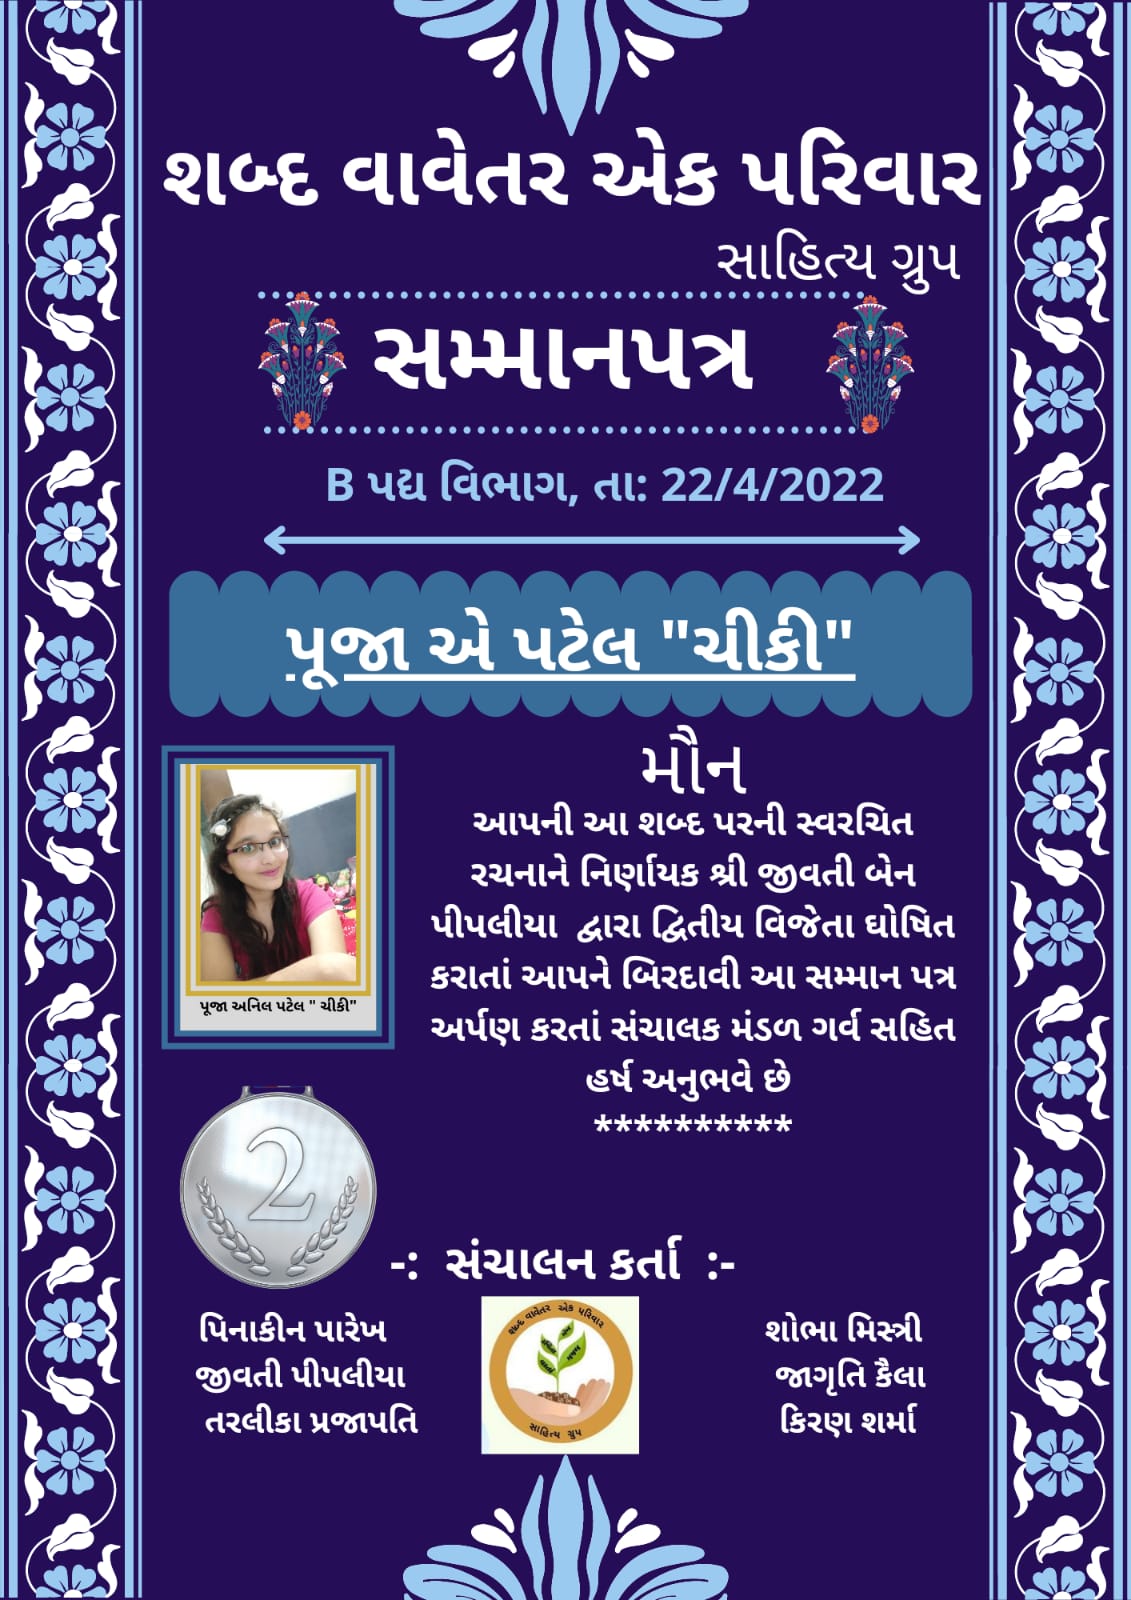 શબ્દ વાવેતર એક પરિવાર
સાહિત્ય ગ્રુપ
સમ્માનપત્ર
B પદ્ય વિભાગ, તા: 22/4/2022
પૂજા એ પટેલ "ચીકી"
મૌન
આપની આ શબ્દ પરની સ્વરચિત
રચનાને નિર્ણાયક શ્રી જીવતી બેન
પીપલીયા દ્વારા દ્વિતીય વિજેતા ઘોષિત
કરાતાં આપને બિરદાવી આ સમ્માન પત્ર
અર્પણ કરતાં સંચાલક મંડળ ગર્વ સહિત
હર્ષ અનુભવે છે
**********
પૂજા અનિલ પટેલ " ચીકી"
2
-: સંચાલન કર્તા :-
પિનાકીન પારેખ
જીવતી પીપલીયા
તરલીકા પ્રજાપતિ
શબ્દ વાવેતર એક પરિવાર
સાહિત્ય ગ્રુપ
શોભા મિસ્ત્રી
જાગૃતિ કૈલા
કિરણ શર્મા